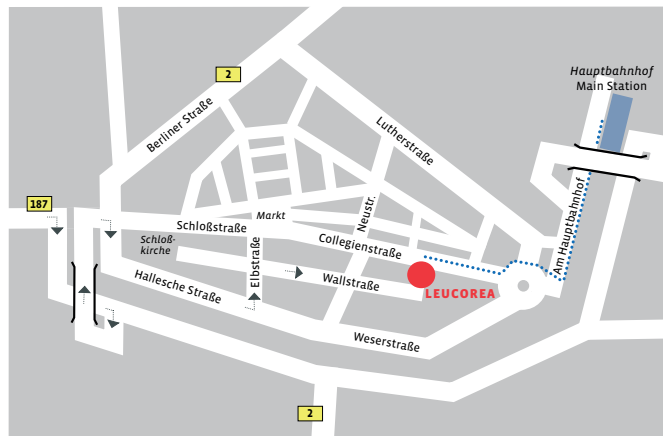 Hauptbahnhof
Main Station
2
Berliner Straße
Lutherstraße
187
Am Hauptbahnhof
Neustr.
Markt
Schloßstraße
Schloß-
kirche
Collegienstraße
Elbstraße
Wallstraße
Hallesche Straße
LEUCOREA
Weserstraße
2